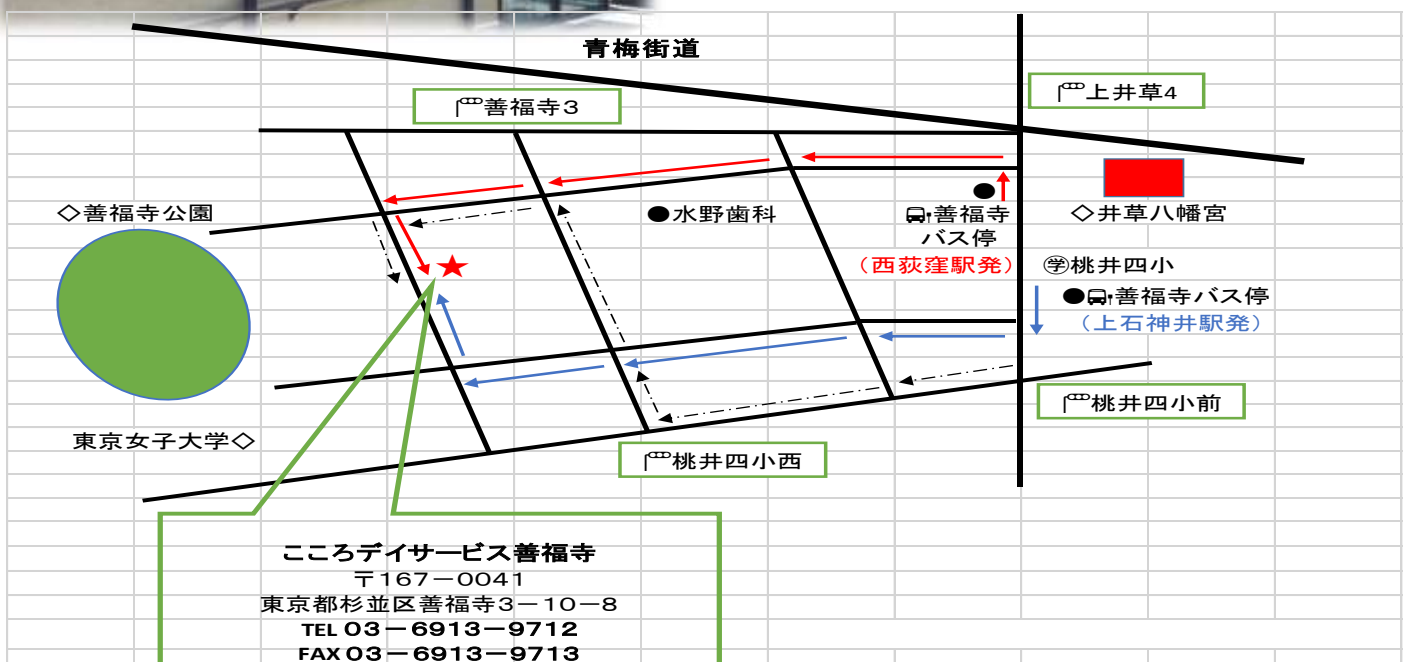 青梅街道
上井草4
善福寺3
◇善福寺公園
●水野歯科
善福寺
バス停
(西荻窪駅発)
◇井草八幡宮
㊫桃井四小
●善福寺バス停
(上石神井駅発)
桃井四小前
東京女子大学◇
桃井四小西
こころデイサービス善福寺
〒167-0041
東京都杉並区善福寺3-10-8
TEL 03-6913-9712
FAX 03-6913-9713